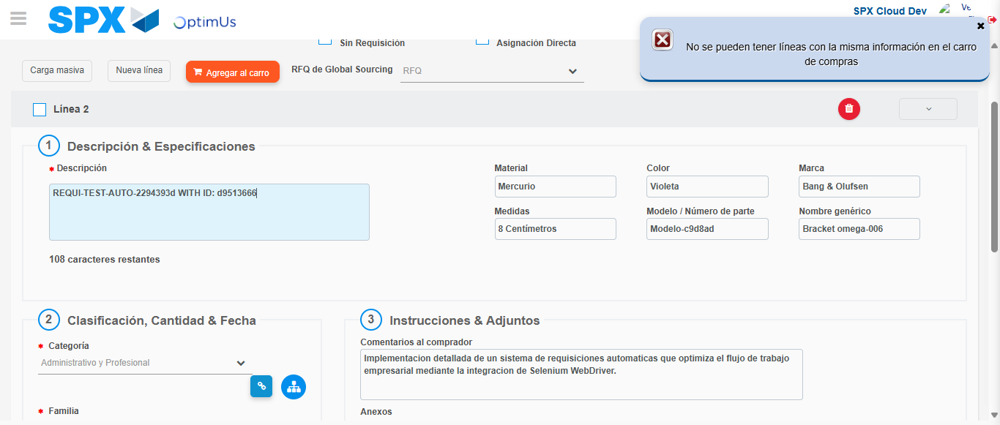 SPX
OptimUs
SPX Cloud Dev
No se pueden tener líneas con la misma información en el carro
de compras
Sin Requisición
Asignación Directa
Carga masiva
Nueva línea
Agregar al carro
RFQ de Global Sourcing
RFQ
Línea 2
1
Descripción & Especificaciones
* Descripción
REQUI-TEST-AUTO-2294393d WITH ID: d9513666
108 caracteres restantes
Material
Mercurio
Color
Violeta
Marca
Bang & Olufsen
Medidas
8 Centímetros
Modelo / Número de parte
Modelo-c9d8ad
Nombre genérico
Bracket omega-006
2
Clasificación, Cantidad & Fecha
* Categoría
Administrativo y Profesional
* Familia
3
Instrucciones & Adjuntos
Comentarios al comprador
Implementacion detallada de un sistema de requisiciones automaticas que optimiza el flujo de trabajo
empresarial mediante la integracion de Selenium WebDriver.
Anexos